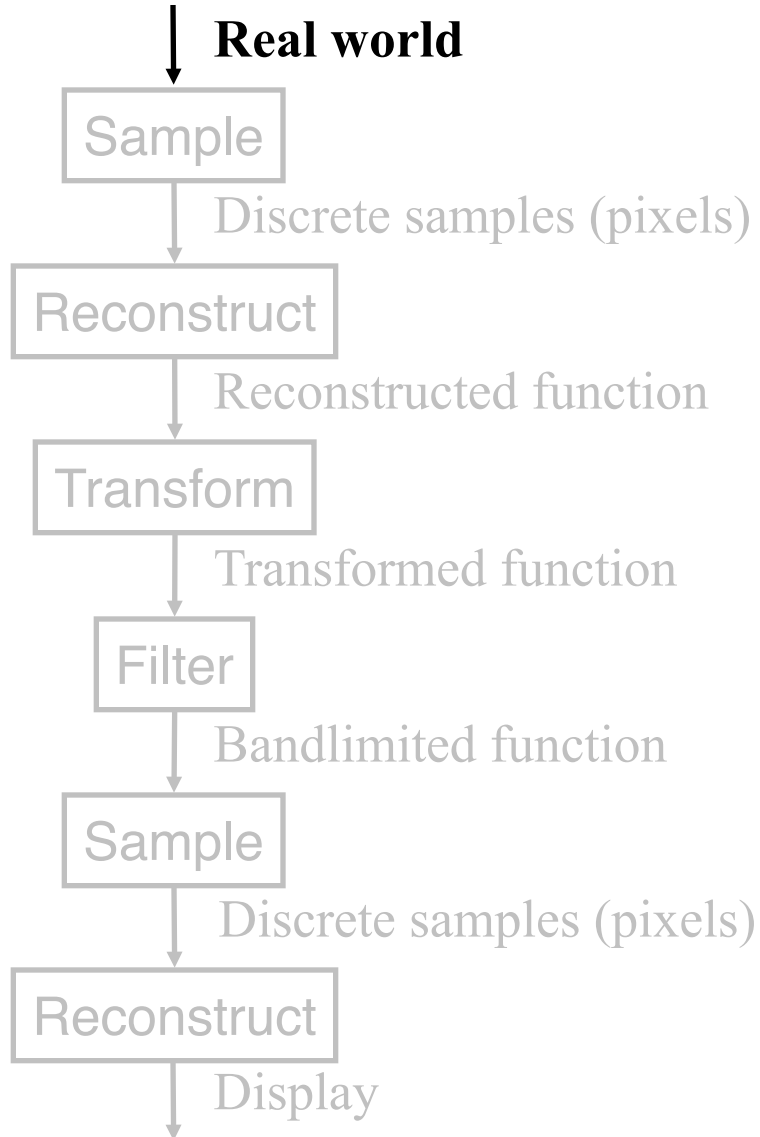 Real world
Sample
Discrete samples (pixels)
Reconstruct
Reconstructed function
Transform
Transformed function
Filter
Bandlimited function
Sample
Discrete samples (pixels)
Reconstruct
Display